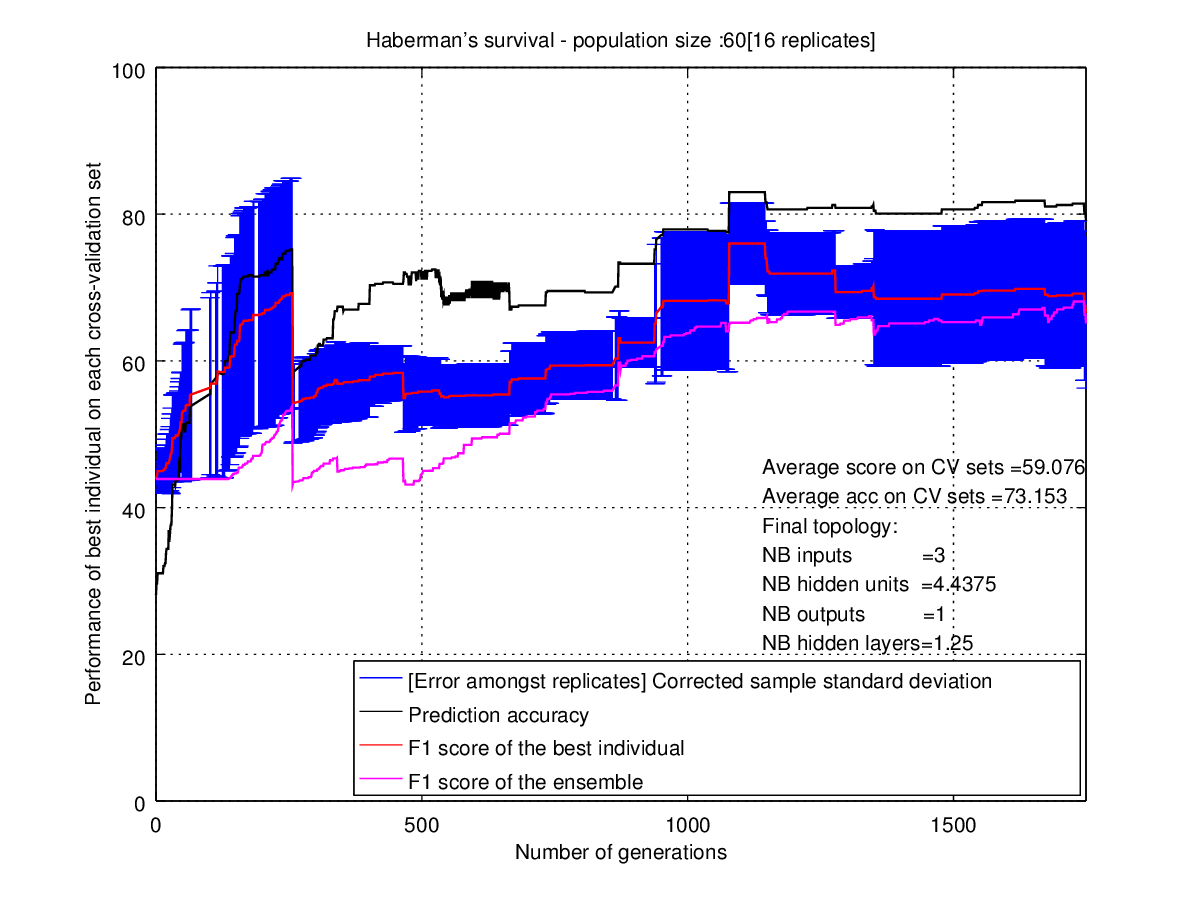 Haberman's survival - population size :60[16 replicates]
Performance of best individual on each cross-validation set
100
80
60
40
20
0
Average score on CV sets =59.076
Average acc on CV sets =73.153
Final topology:
NB inputs =3
NB hidden units =4.4375
NB outputs =1
NB hidden layers=1.25
[Error amongst replicates] Corrected sample standard deviation
Prediction accuracy
F1 score of the best individual
F1 score of the ensemble
0 500 1000 1500
Number of generations